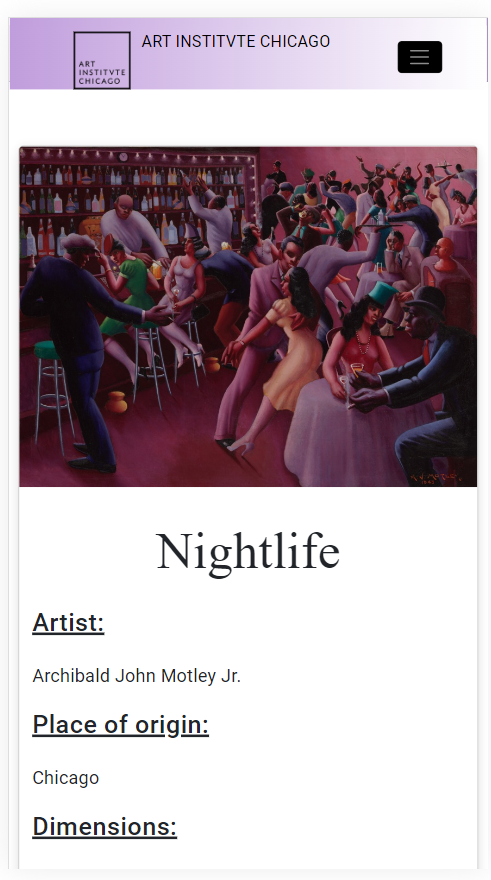 ART
INSTITVTE
CHICAGO
ART INSTITVTE CHICAGO
Nightlife
Artist:
Archibald John Motley Jr.
Place of origin:
Chicago
Dimensions: